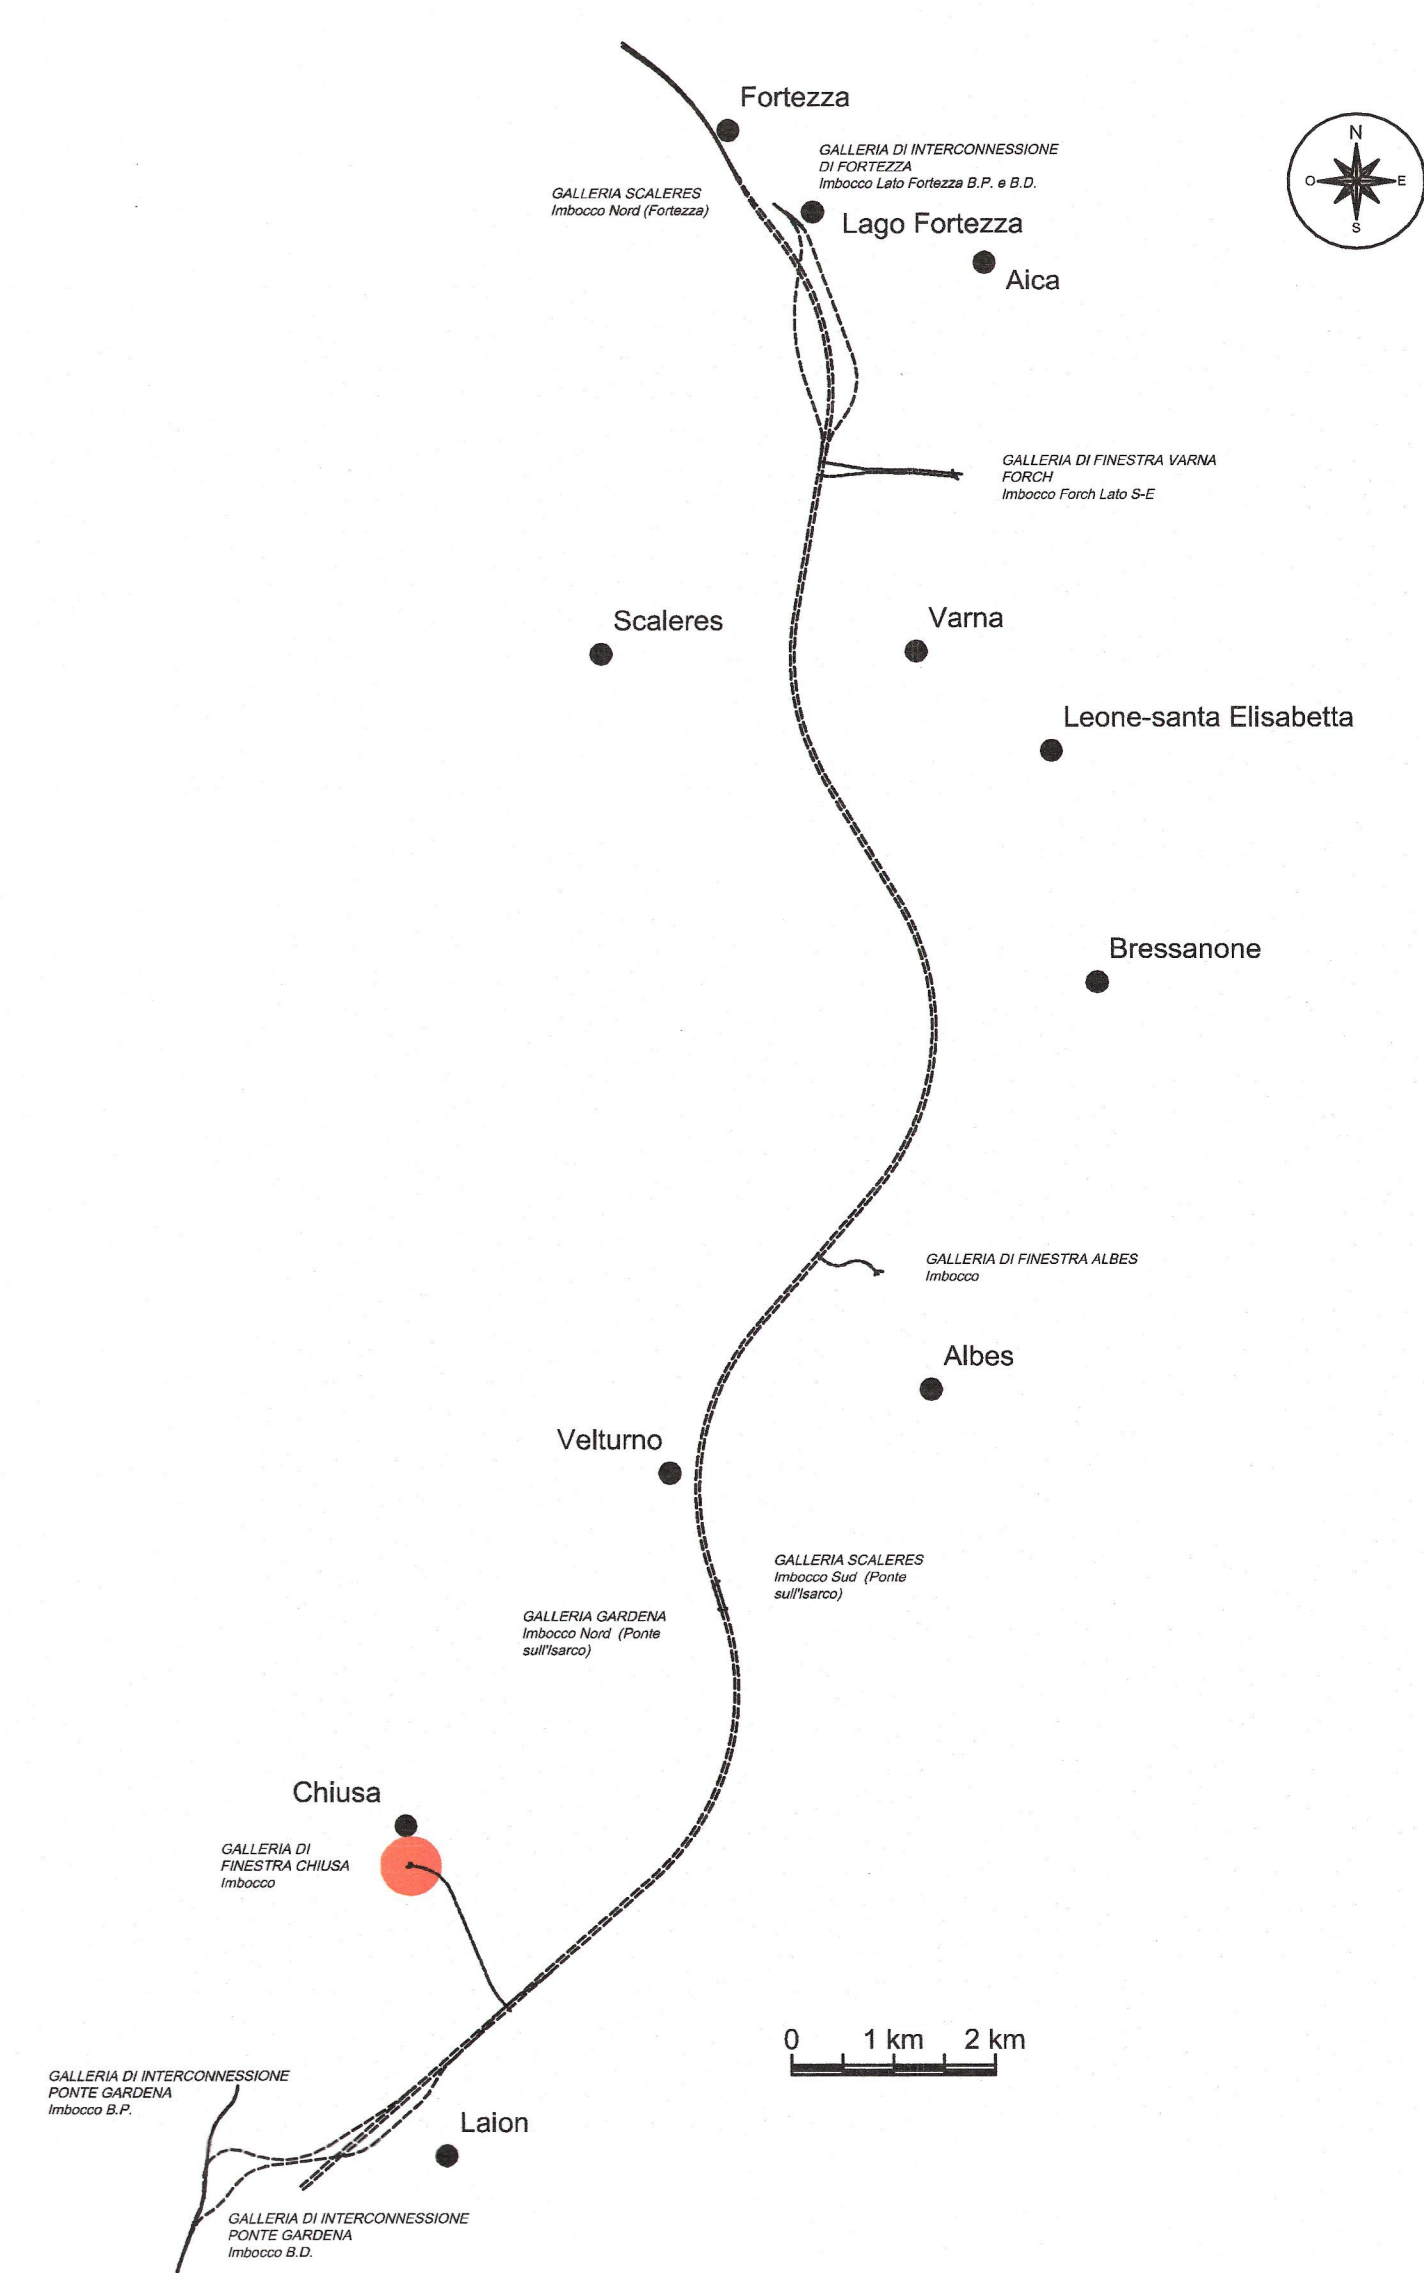 Fortezza
GALLERIA DI INTERCONNESSIONE
DI FORTEZZA
Imbocco Lato Fortezza B.P. e B.D.
N
O
E
S
GALLERIA SCALERES
Imbocco Nord (Fortezza)
Lago Fortezza
Aica
GALLERIA DI FINESTRA VARNA
FORCH
Imbocco Forch Lato S-E
Scaleres
Varna
Leone-santa Elisabetta
Bressanone
GALLERIA DI FINESTRA ALBES
Imbocco
Albes
Velturno
GALLERIA SCALERES
Imbocco Sud (Ponte
sull'Isarco)
GALLERIA GARDENA
Imbocco Nord (Ponte
sull'Isarco)
Chiusa
GALLERIA DI
FINESTRA CHIUSA
Imbocco
0 1 km 2 km
GALLERIA DI INTERCONNESSIONE
PONTE GARDENA
Imbocco B.P.
Laion
GALLERIA DI INTERCONNESSIONE
PONTE GARDENA
Imbocco B.D.